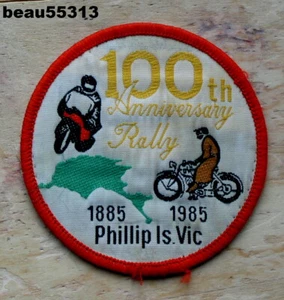 beau55313
100th
Anniversary
Rally
1885 1985
Phillip Is. Vic